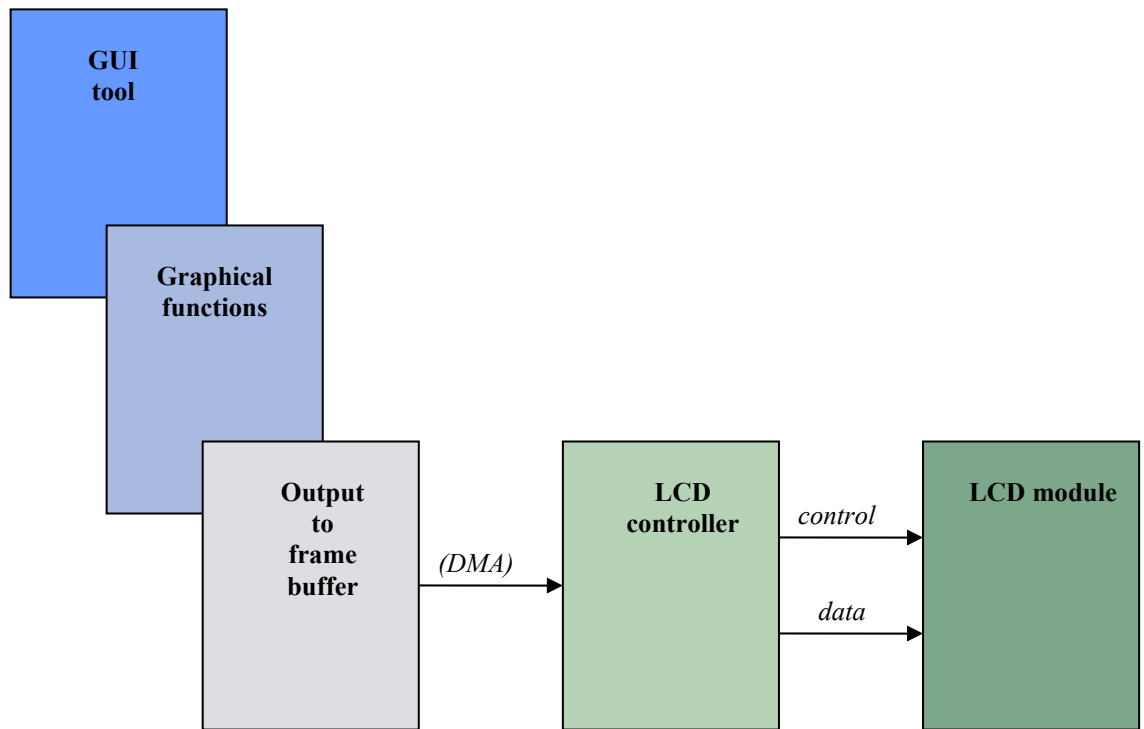 GUI
tool
Graphical
functions
Output
to
frame
buffer
(DMA)
LCD
controller
control
data
LCD module